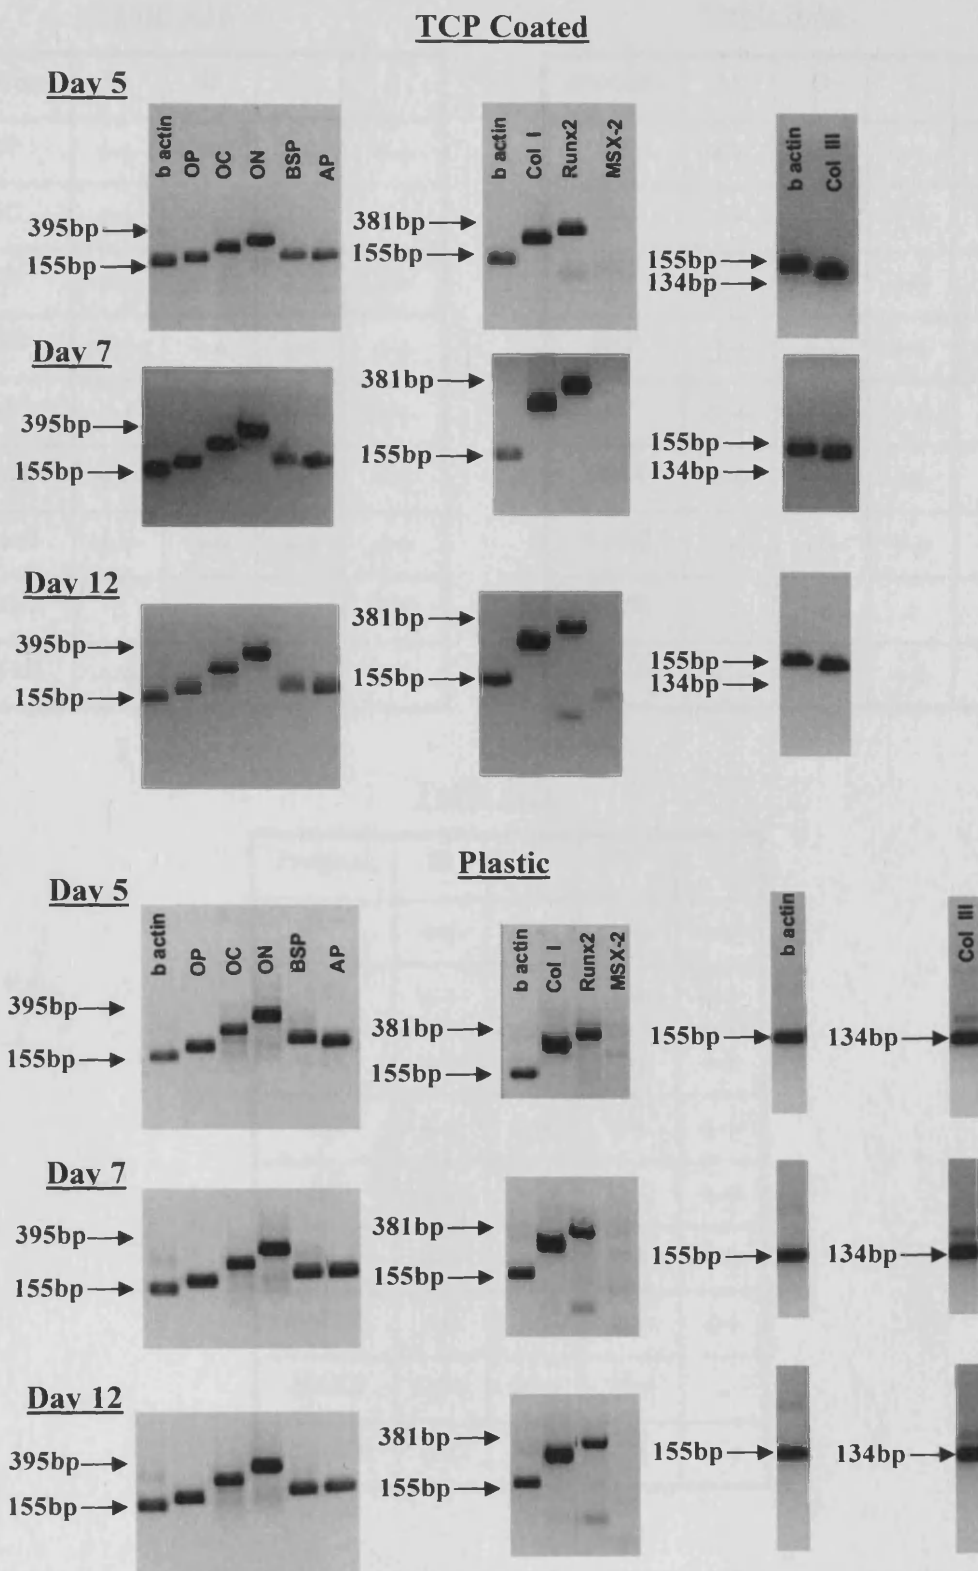 TCP Coated
Day 5
b actin
OP
OC
ON
BSP
AP
395bp
155bp
b actin
Col I
Runx2
MSX-2
381bp
155bp
b actin
Col III
155bp
134bp
Day 7
395bp
155bp
381bp
155bp
155bp
134bp
Day 12
395bp
155bp
381bp
155bp
155bp
134bp
Plastic
Day 5
b actin
OP
OC
ON
BSP
AP
395bp
155bp
b actin
Col I
Runx2
MSX-2
381bp
155bp
b actin
155bp
Col III
134bp
Day 7
395bp
155bp
381bp
155bp
155bp
134bp
Day 12
395bp
155bp
381bp
155bp
155bp
134bp